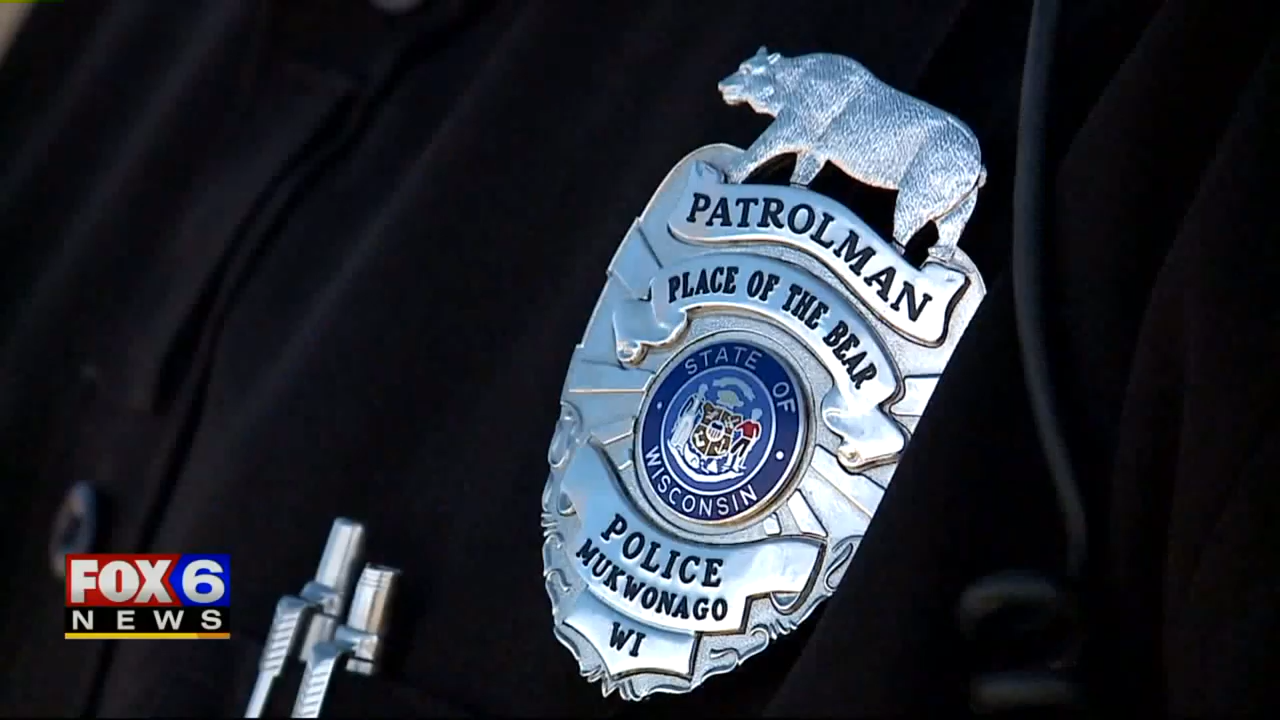 PATROLMAN
PLACE OF THE BEAR
STATE OF
WISCONSIN
POLICE
MUKWONAGO
WI
FOX 6
NEWS